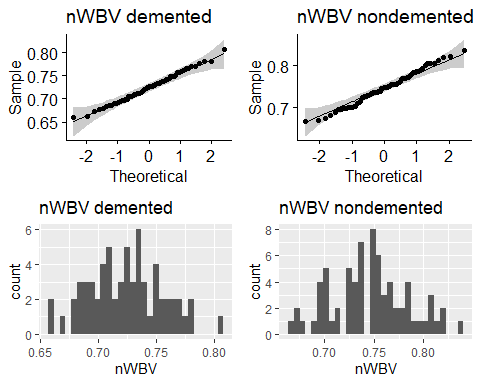 nWBV demented
nWBV nondemented
Sample
0.80
0.75
0.70
0.65
-2 -1 0 1 2
Theoretical
Sample
0.8
0.7
-2 -1 0 1 2
Theoretical
nWBV demented
nWBV nondemented
count
6
4
2
0
0.65 0.70 0.75 0.80
nWBV
count
8
6
4
2
0
0.70 0.75 0.80
nWBV